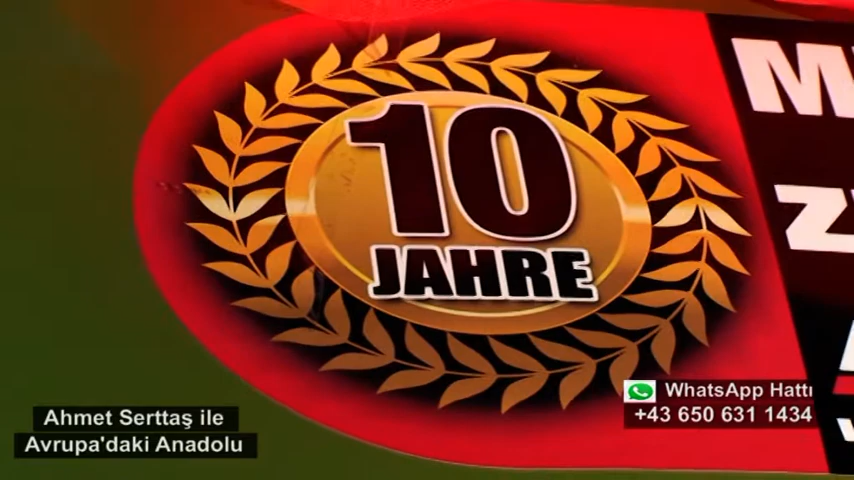 10
JAHRE
WhatsApp Hattı
+43 650 631 1434
Ahmet Serttaş ile
Avrupa'daki Anadolu